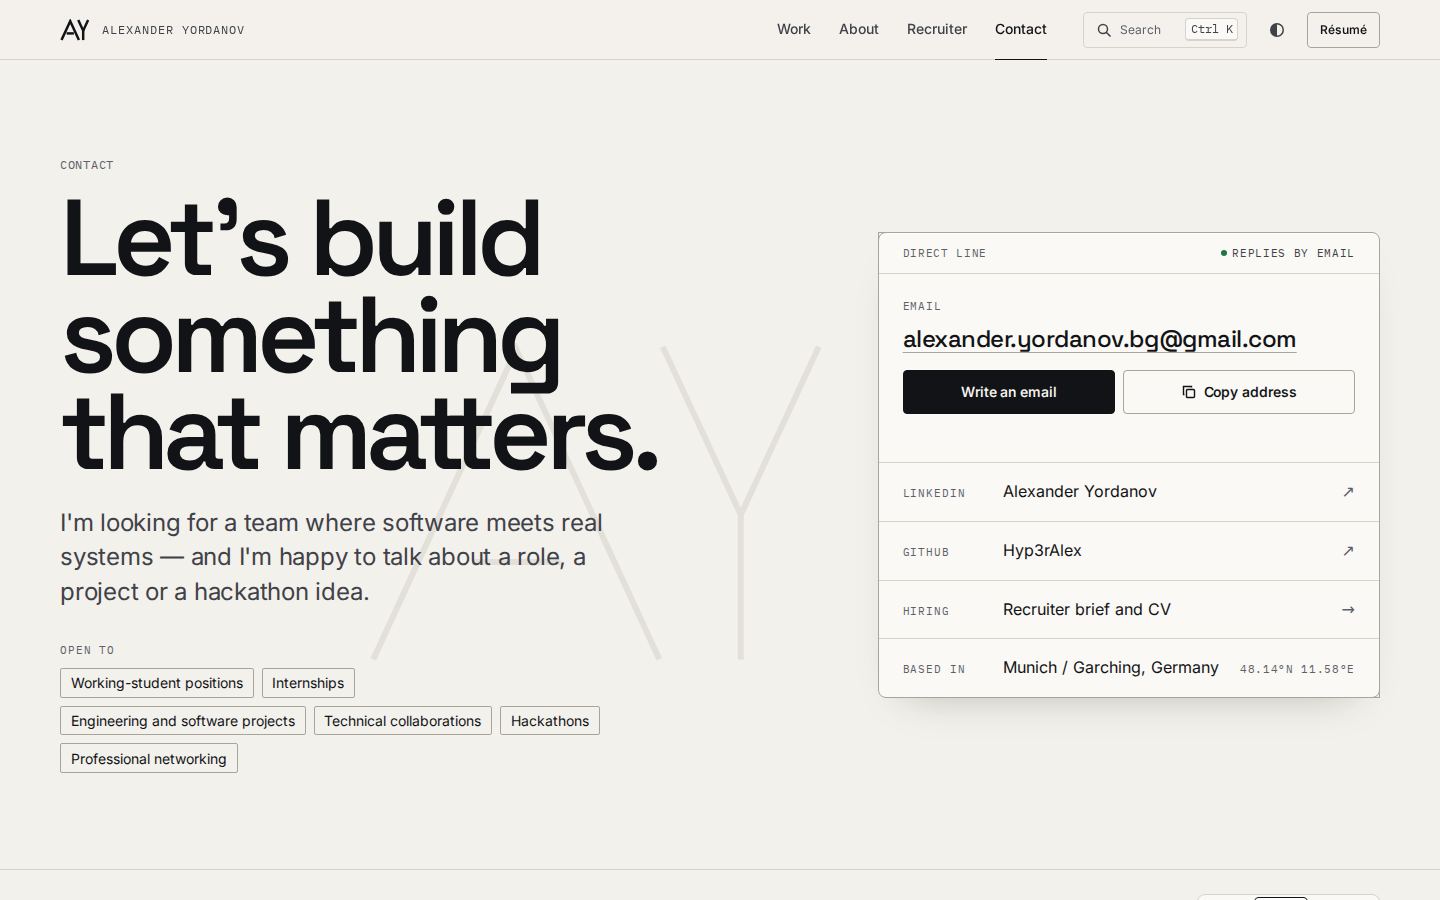 AY ALEXANDER YORDANOV
Work About Recruiter Contact Search Ctrl K Résumé
CONTACT
Let’s build
something
that matters.
I'm looking for a team where software meets real
systems — and I'm happy to talk about a role, a
project or a hackathon idea.
OPEN TO
Working-student positions Internships
Engineering and software projects Technical collaborations Hackathons
Professional networking
AY
DIRECT LINE REPLIES BY EMAIL
EMAIL
alexander.yordanov.bg@gmail.com
Write an email Copy address
LINKEDIN Alexander Yordanov ↗
GITHUB Hyp3rAlex ↗
HIRING Recruiter brief and CV →
BASED IN Munich / Garching, Germany 48.14°N 11.58°E